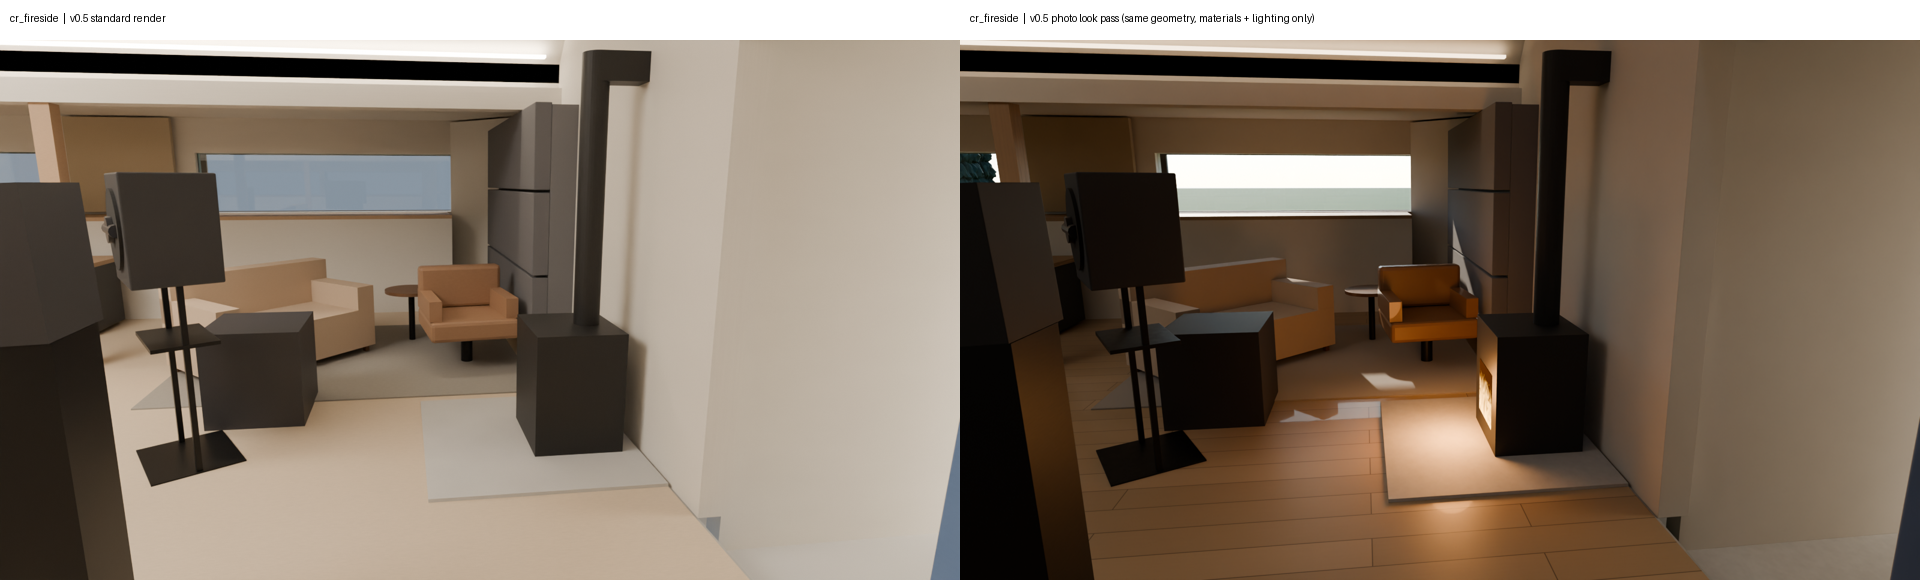 cr_fireside | v0.5 standard render
cr_fireside | v0.5 photo look pass (same geometry, materials + lighting only)